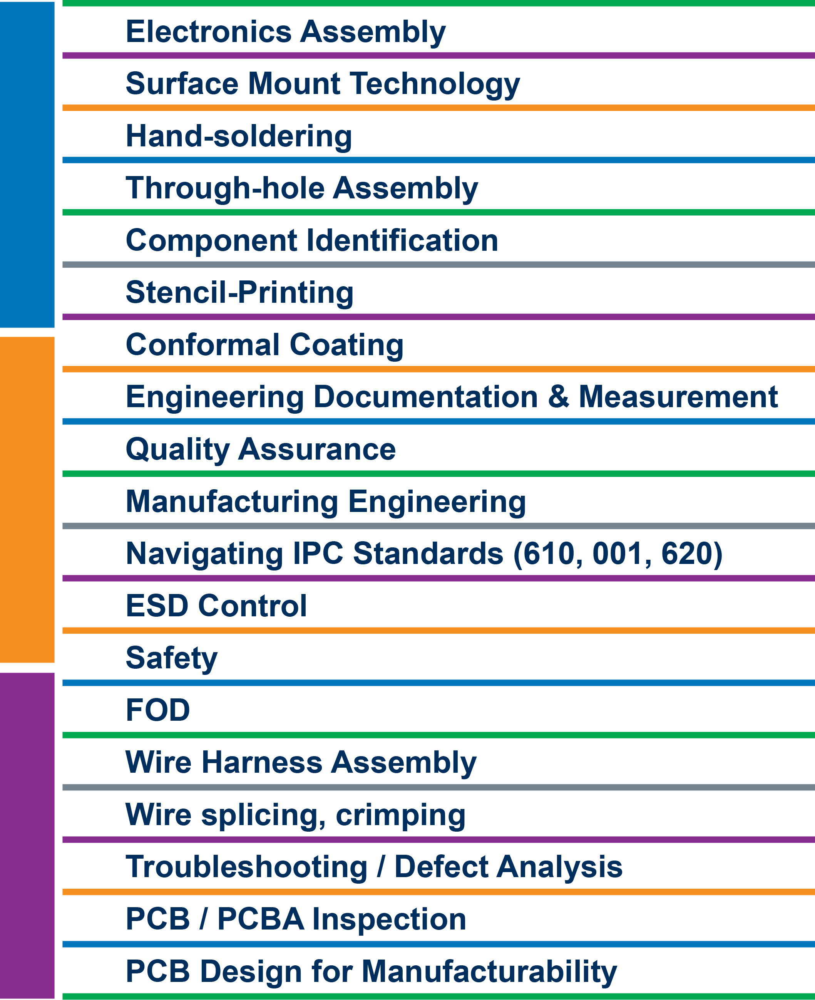 Electronics Assembly
Surface Mount Technology
Hand-soldering
Through-hole Assembly
Component Identification
Stencil-Printing
Conformal Coating
Engineering Documentation & Measurement
Quality Assurance
Manufacturing Engineering
Navigating IPC Standards (610, 001, 620)
ESD Control
Safety
FOD
Wire Harness Assembly
Wire splicing, crimping
Troubleshooting / Defect Analysis
PCB / PCBA Inspection
PCB Design for Manufacturability